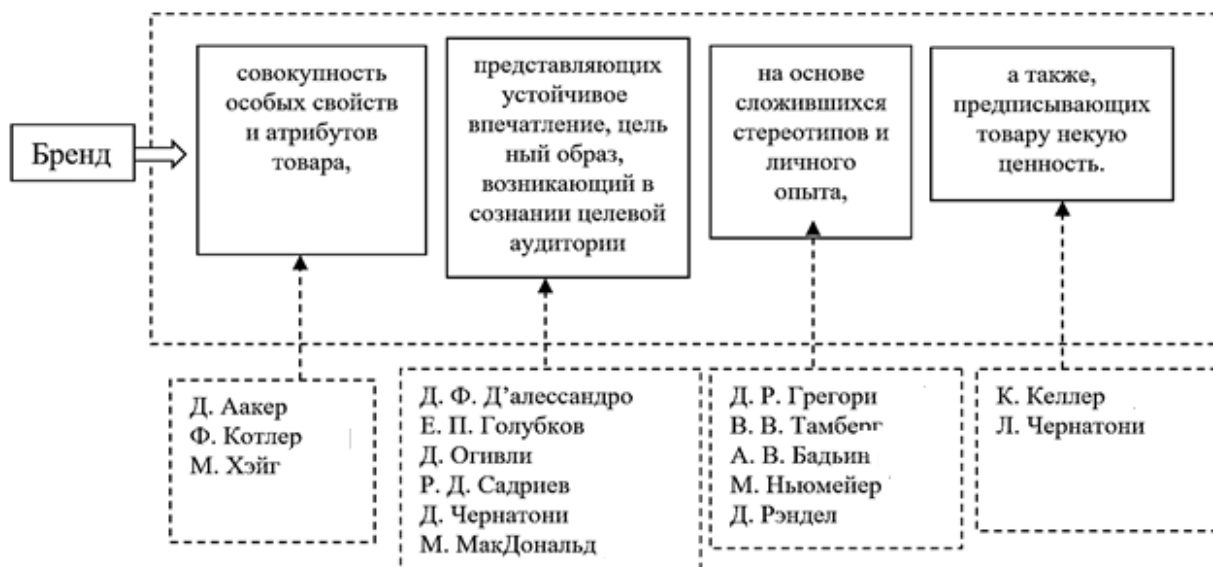 Бренд
совокупность
особых свойств
и атрибутов
товара,
представляющих
устойчивое
впечатление, цель
ный образ,
возникающий в
сознании целевой
аудитории
на основе
сложившихся
стереотипов и
личного
опыта,
а также,
предписывающих
товару некую
ценность.
Д. Аакер
Ф. Котлер
М. Хэйг
Д. Ф. Д’алессандро
Е. П. Голубков
Д. Огивли
Р. Д. Садриев
Д. Чернатони
М. МакДональд
Д. Р. Грегори
В. В. Тамберг
А. В. Бадьин
М. Ньюмейер
Д. Рэндел
К. Келлер
Л. Чернатони